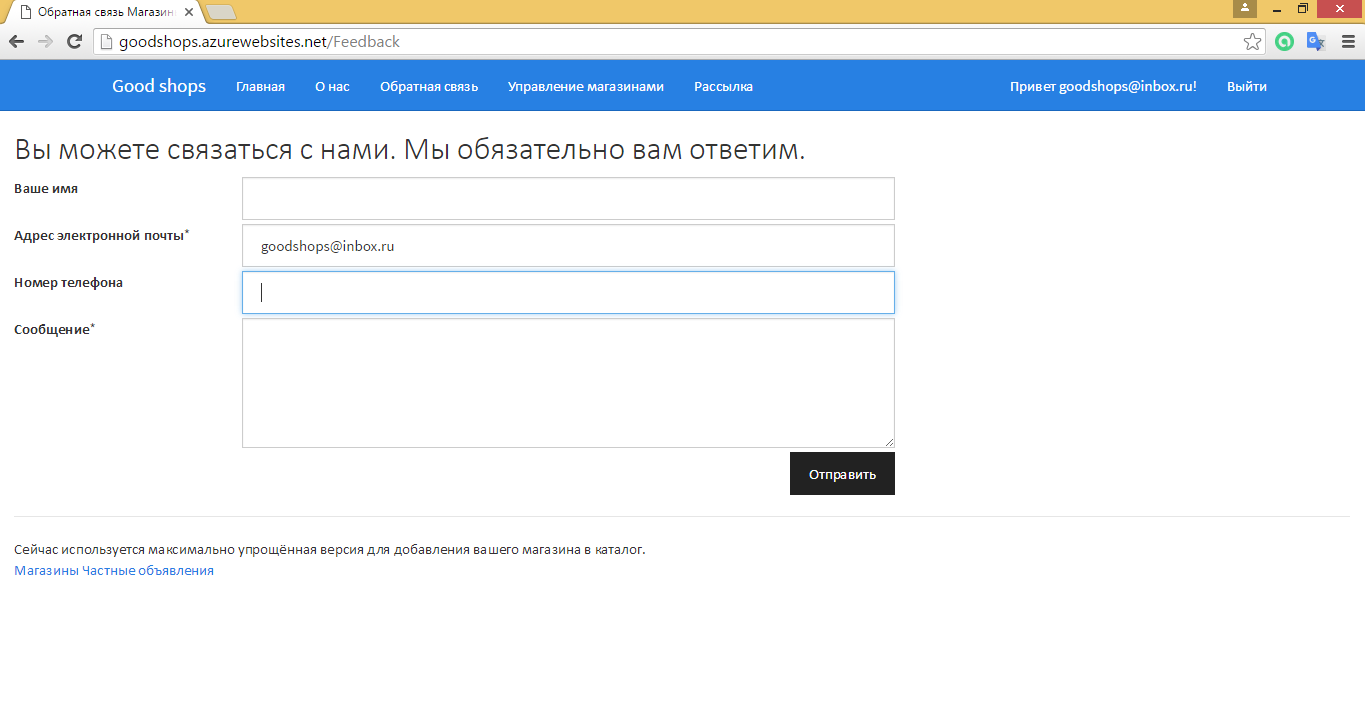 Обратная связь Магазин
goodshops.azurewebsites.net/Feedback
Good shops Главная О нас Обратная связь Управление магазинами Рассылка Привет goodshops@inbox.ru! Выйти
Вы можете связаться с нами. Мы обязательно вам ответим.
Ваше имя
Адрес электронной почты* goodshops@inbox.ru
Номер телефона
Сообщение*
Отправить
Сейчас используется максимально упрощённая версия для добавления вашего магазина в каталог.
Магазины Частные объявления